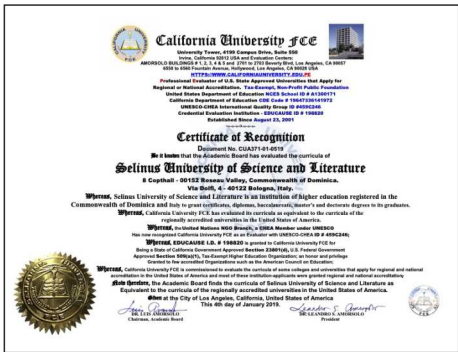 California University FCE
University Tower, 4199 Campus Drive, Suite 550
Irvine, California 92612 USA and Evaluation Centers:
AMORSOLO BUILDINGS # 1, 2, 3, 4 & 5 and 2701 to 2703 Beverly Blvd, Los Angeles, CA 90057
4550 to 4560 Fountain Avenue, Hollywood, Los Angeles, CA 90029 USA
HTTPS:/WWW.CALIFORNIAUNIVERSITY.EDU.PE
Professional Evaluator of U.S. State Approved Universities that Apply for
Regional or National Accreditation. Tax-Exempt, Non-Profit Public Foundation
United States Department of Education NCES School ID # A1300171
California Department of Education CDE Code # 19647336141973
UNESCO-CHEA International Quality Group ID #459C246
Credential Evaluation Institution - EDUCAUSE ID # 198820
Established Since August 23, 2001
Certificate of Recognition
Document No. CUA371-01-0519
Be it known that the Academic Board has evaluated the curricula of
Selinus University of Science and Literature
8 Copthall - 00152 Roseau Valley, Commonwealth of Dominica.
Via Dolfi, 4 - 40122 Bologna, Italy.
Whereas, Selinus University of Science and Literature is an institution of higher education registered in the
Commonwealth of Dominica and Italy to grant certificates, diplomas, baccalaureate, master's and doctorate degrees to its graduates.
Whereas, California University FCE has evaluated its curricula as equivalent to the curricula of the
regionally accredited universities in the United States of America.
Whereas, the United Nations NGO Branch, a CHEA Member under UNESCO
Has now recognized California University FCE as an Evaluator with UNESCO-CHEA ID # 459C246;
Whereas, EDUCAUSE I.D. # 198820 is granted to California University FCE for
Being a State of California Government Approved Section 23801(d), U.S. Federal Government
Approved Section 509(a)(1), Tax-Exempt Higher Education Organization; an honor and privilege
Granted to few accredited Organizations such as the American Council on Education;
Whereas, California University FCE is commissioned to evaluate the curricula of some colleges and universities that apply for regional and national
accreditation in the United States of America and most of these institution-applicants were granted regional and national accreditation;
Now therefore, the Academic Board finds the curricula of Selinus University of Science and Literature as
Equivalent to the curricula of the regionally accredited universities in the United States of America.
Given at the City of Los Angeles, California, United States of America
This 4th day of January 2019.
DR. LOUIS AMORSOLO
Chairman, Academic Board
DR. LEANDRO S. AMORSOLO
President